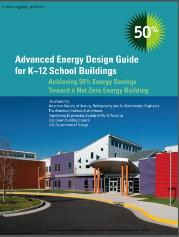 50%
Advanced Energy Design Guide
for K–12 School Buildings
Achieving 50% Energy Savings
Toward a Net Zero Energy Building
Developed by:
American Society of Heating, Refrigerating and Air-Conditioning Engineers
The American Institute of Architects
Illuminating Engineering Society of North America
U.S. Green Building Council
U.S. Department of Energy